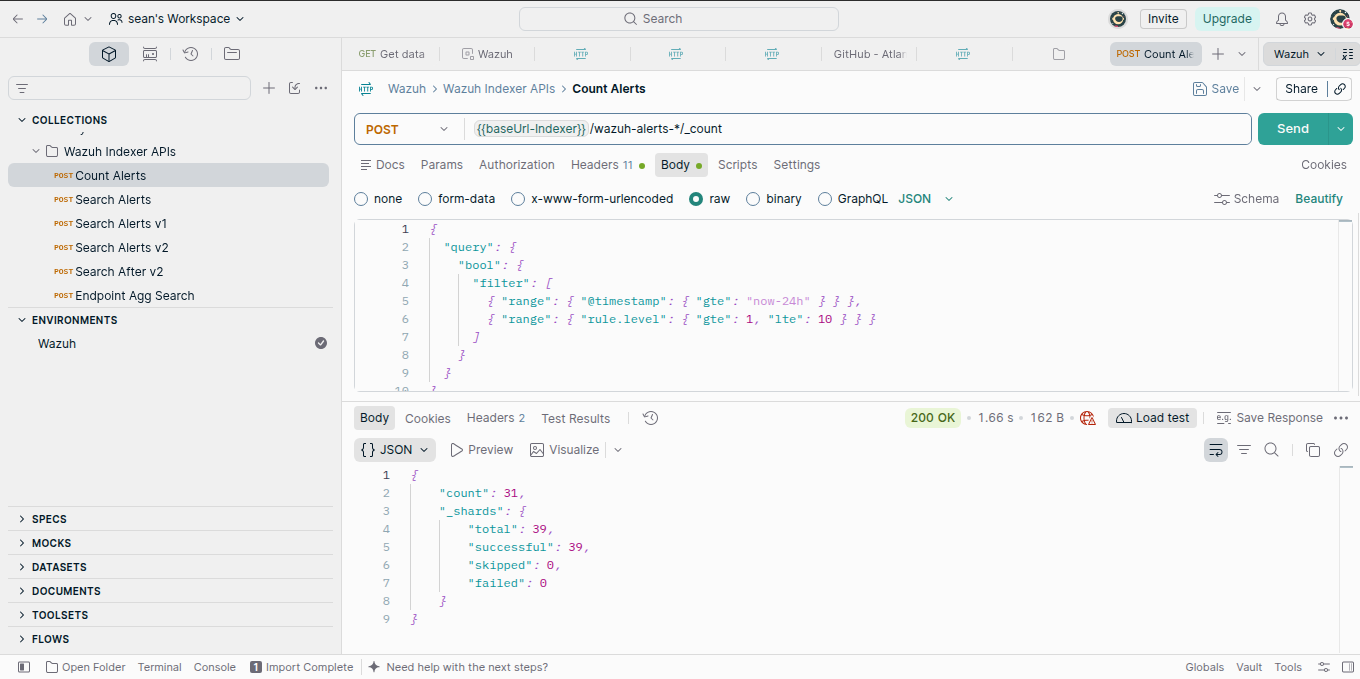 sean's Workspace
Search
Invite
Upgrade
GET Get data
Wazuh
HTTP
HTTP
HTTP
GitHub - Atlar
HTTP
POST Count Ale
Wazuh
COLLECTIONS
Wazuh Indexer APIs
POST Count Alerts
POST Search Alerts
POST Search Alerts v1
POST Search Alerts v2
POST Search After v2
POST Endpoint Agg Search
ENVIRONMENTS
Wazuh
SPECS
MOCKS
DATASETS
DOCUMENTS
TOOLSETS
FLOWS
HTTP Wazuh > Wazuh Indexer APIs > Count Alerts
Save
Share
POST {{baseUrl-Indexer}}/wazuh-alerts-*/_count
Send
Docs Params Authorization Headers 11 Body Scripts Settings Cookies
none form-data x-www-form-urlencoded raw binary GraphQL JSON Schema Beautify
1 {
2 "query": {
3 "bool": {
4 "filter": [
5 { "range": { "@timestamp": { "gte": "now-24h" } } },
6 { "range": { "rule.level": { "gte": 1, "lte": 10 } } }
7 ]
8 }
9 }
10 }
Body Cookies Headers 2 Test Results 200 OK • 1.66 s • 162 B • Load test e.g. Save Response
{} JSON Preview Visualize
1 {
2 "count": 31,
3 "_shards": {
4 "total": 39,
5 "successful": 39,
6 "skipped": 0,
7 "failed": 0
8 }
9 }
Open Folder Terminal Console 1 Import Complete Need help with the next steps? Globals Vault Tools